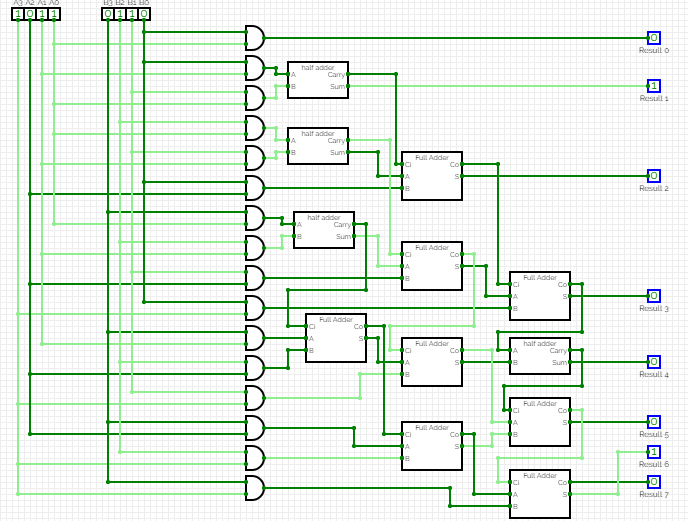 A3 A2 A1 A0 B3 B2 B1 B0
1 0 1 1 0 1 1 0
0
Result 0
half adder
A Carry
B Sum
1
Result 1
half adder
A Carry
B Sum
Full Adder
Ci Co
A S
B
0
Result 2
half adder
A Carry
B Sum
Full Adder
Ci Co
A S
B
Full Adder
Ci Co
A S
B
0
Result 3
Full Adder
Ci Co
A S
B
Full Adder
Ci Co
A S
B
half adder
A Carry
B Sum
0
Result 4
Full Adder
Ci Co
A S
B
0
Result 5
Full Adder
Ci Co
A S
B
1
Result 6
Full Adder
Ci Co
A S
B
0
Result 7